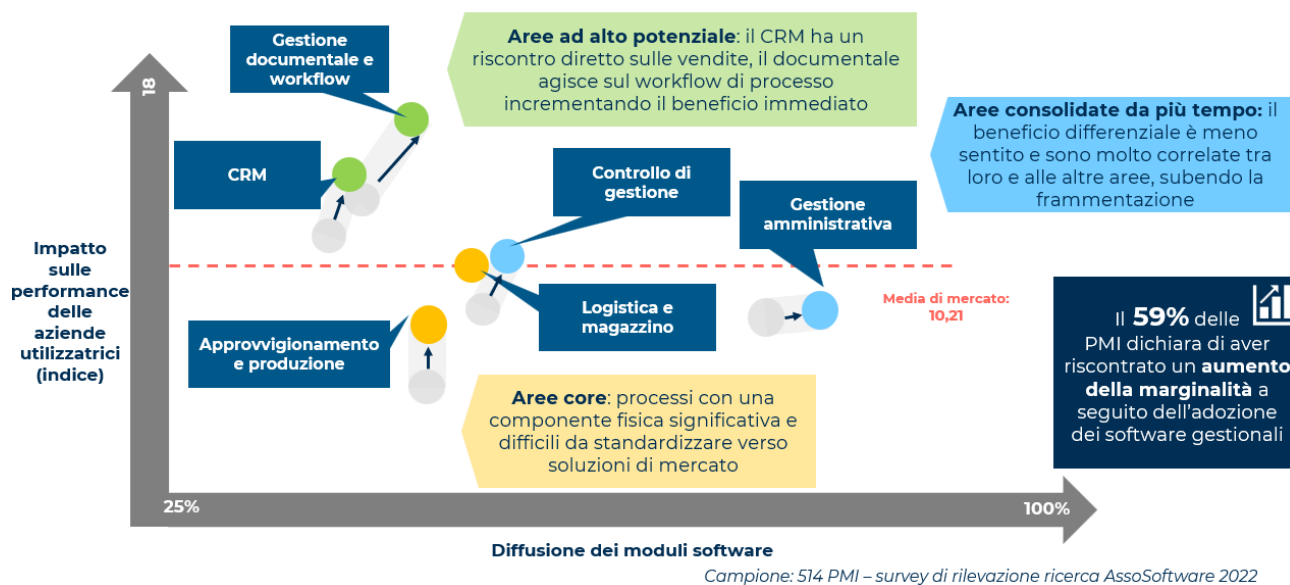 Gestione
documentale e
workflow
Aree ad alto potenziale: il CRM ha un
riscontro diretto sulle vendite, il documentale
agisce sul workflow di processo
incrementando il beneficio immediato
Aree consolidate da più tempo: il
beneficio differenziale è meno
sentito e sono molto correlate tra
loro e alle altre aree, subendo la
frammentazione
18
CRM
Controllo di
gestione
Gestione
amministrativa
Impatto
sulle
performance
delle
aziende
utilizzatrici
(indice)
Media di mercato:
10,21
Logistica e
magazzino
Approvvigionamento
e produzione
Il 59% delle
PMI dichiara di aver
riscontrato un aumento
della marginalità a
seguito dell'adozione
dei software gestionali
Aree core: processi con una
componente fisica significativa e
difficili da standardizzare verso
soluzioni di mercato
25%
100%
Diffusione dei moduli software
Campione: 514 PMI – survey di rilevazione ricerca AssoSoftware 2022